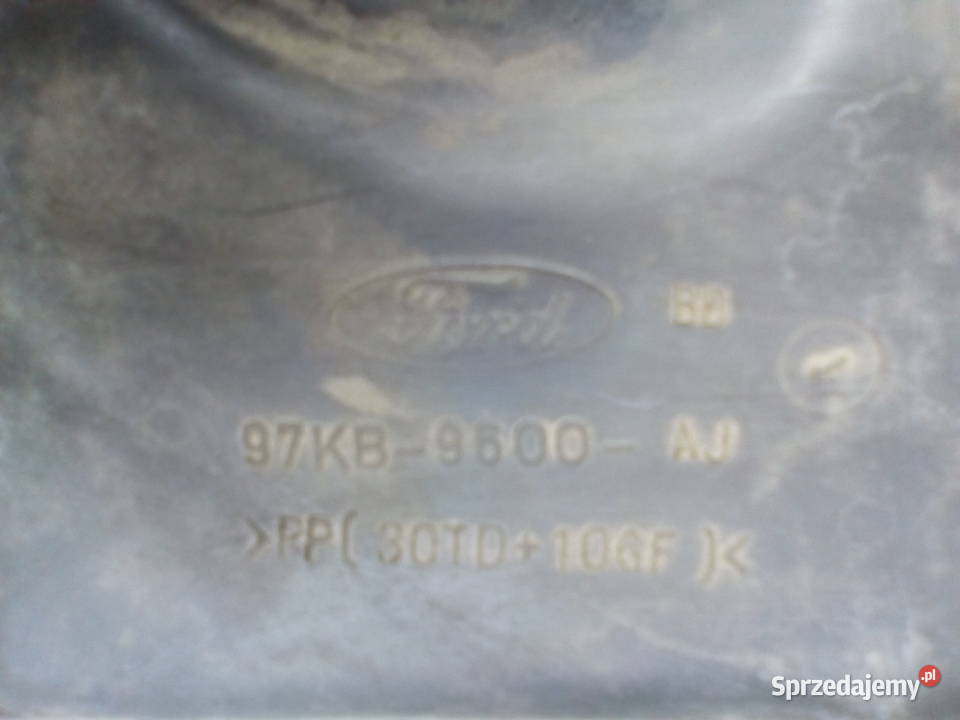 Ford
97KB-9600-AJ
>PP(30TD+10GF)<
Sprzedajemy.pl